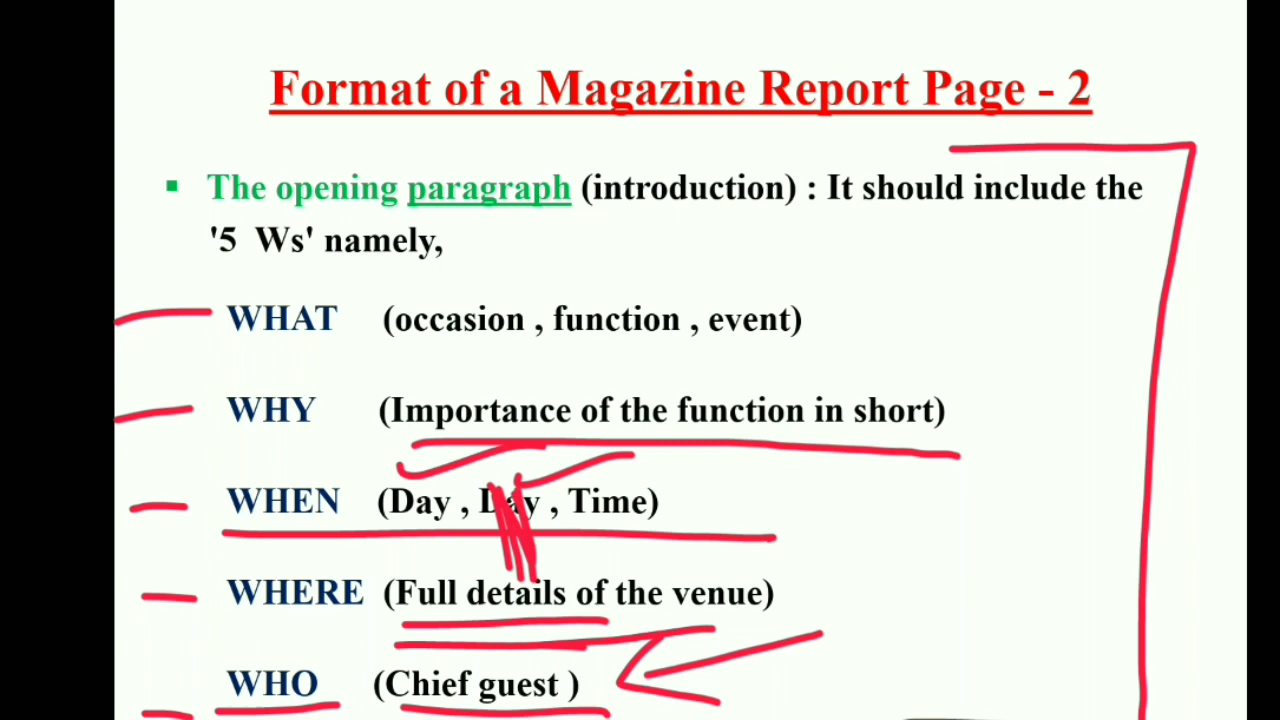 Format of a Magazine Report Page - 2
▪ The opening paragraph (introduction) : It should include the
'5 Ws' namely,
WHAT (occasion , function , event)
WHY (Importance of the function in short)
WHEN (Day , Day , Time)
WHERE (Full details of the venue)
WHO (Chief guest )